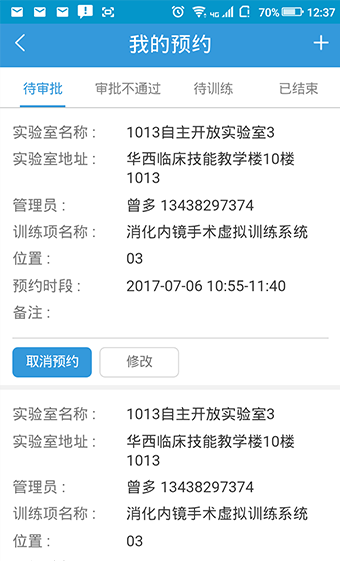 4G 70% 12:37
我的预约
待审批 审批不通过 待训练 已结束
实验室名称： 1013自主开放实验室3
实验室地址： 华西临床技能教学楼10楼
1013
管理员： 曾多 13438297374
训练项名称： 消化内镜手术虚拟训练系统
位置： 03
预约时段： 2017-07-06 10:55-11:40
备注：
取消预约 修改
实验室名称： 1013自主开放实验室3
实验室地址： 华西临床技能教学楼10楼
1013
管理员： 曾多 13438297374
训练项名称： 消化内镜手术虚拟训练系统
位置： 03